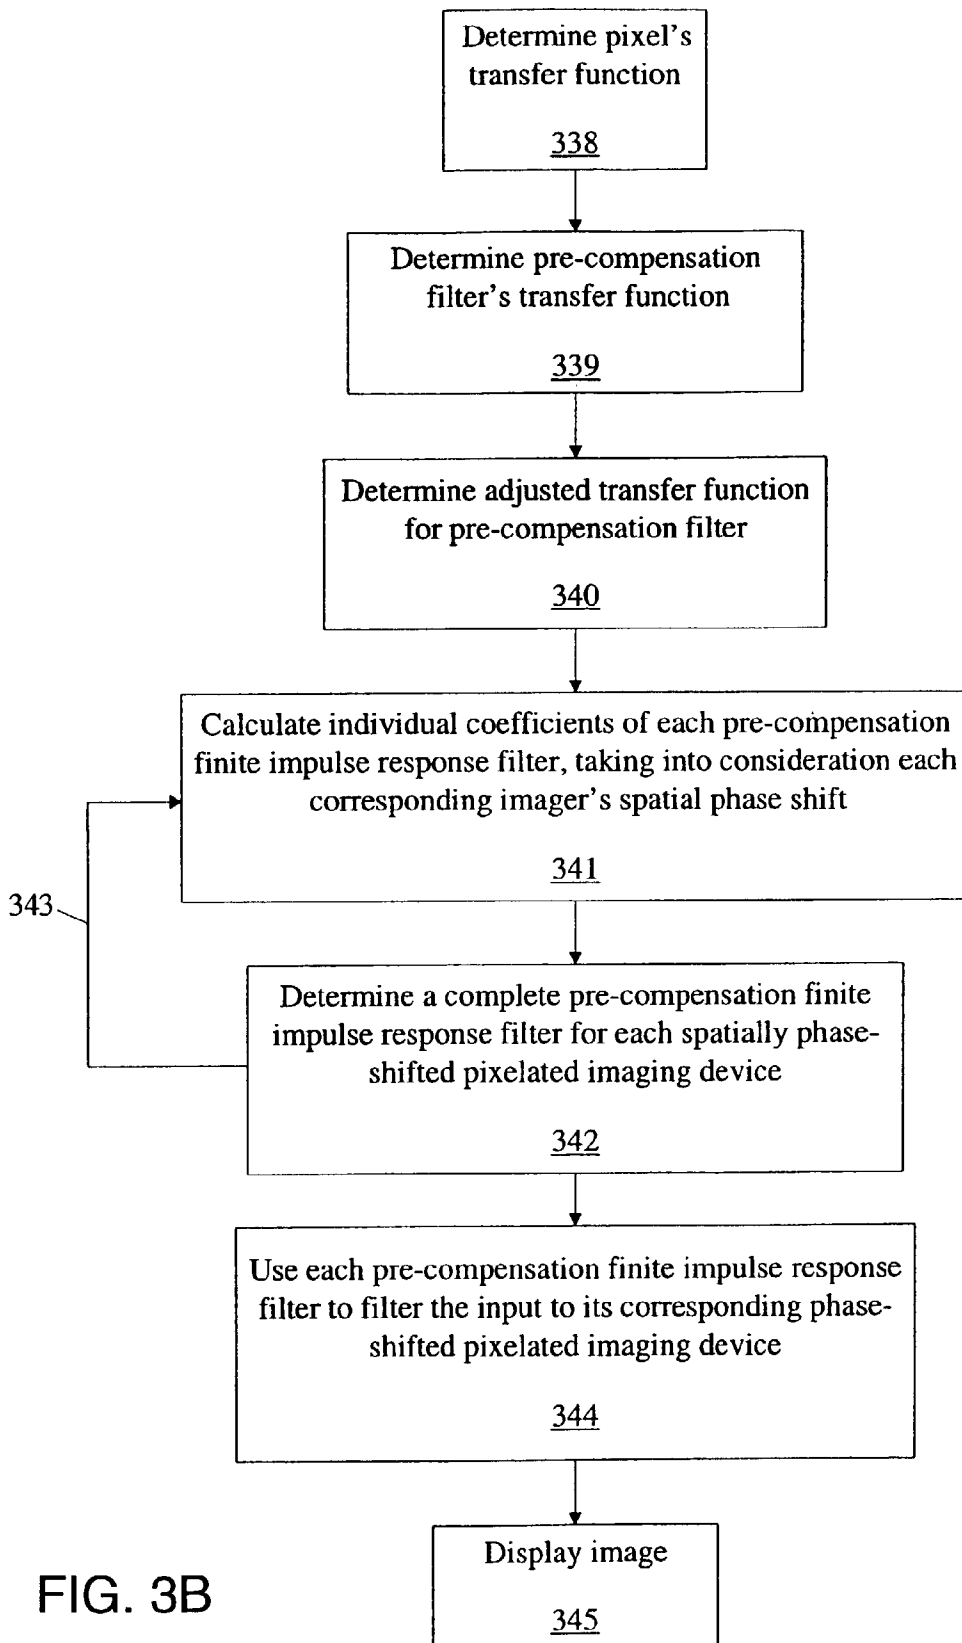 Determine pixel's
transfer function
338
Determine pre-compensation
filter's transfer function
339
Determine adjusted transfer function
for pre-compensation filter
340
Calculate individual coefficients of each pre-compensation
finite impulse response filter, taking into consideration each
corresponding imager's spatial phase shift
341
343
Determine a complete pre-compensation finite
impulse response filter for each spatially phase-
shifted pixelated imaging device
342
Use each pre-compensation finite impulse response
filter to filter the input to its corresponding phase-
shifted pixelated imaging device
344
Display image
345
FIG. 3B